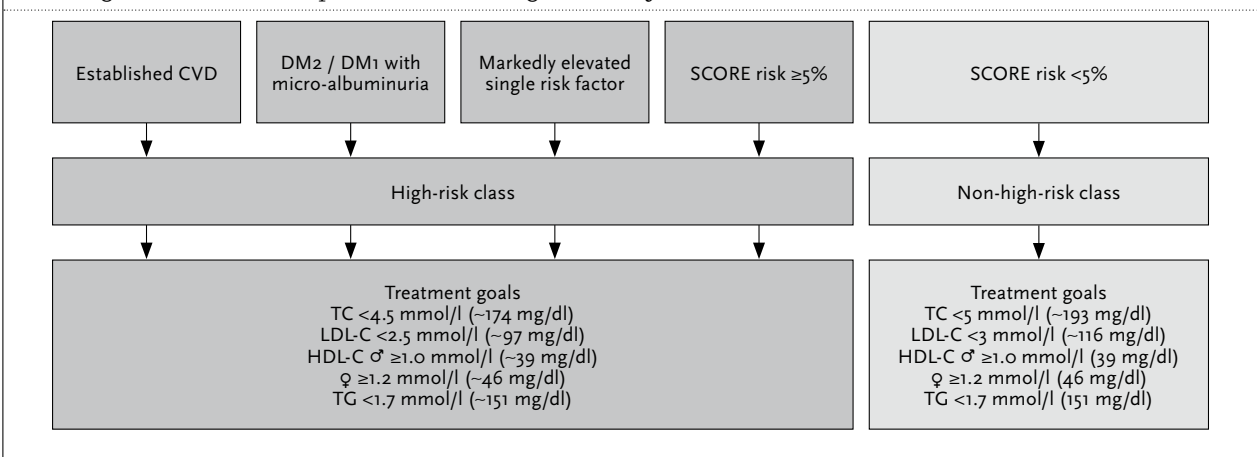 Established CVD
DM2 / DM1 with
micro-albuminuria
Markedly elevated
single risk factor
SCORE risk ≥5%
SCORE risk <5%
High-risk class
Non-high-risk class
Treatment goals
TC <4.5 mmol/l (~174 mg/dl)
LDL-C <2.5 mmol/l (~97 mg/dl)
HDL-C ♂ ≥1.0 mmol/l (~39 mg/dl)
♀ ≥1.2 mmol/l (~46 mg/dl)
TG <1.7 mmol/l (~151 mg/dl)
Treatment goals
TC <5 mmol/l (~193 mg/dl)
LDL-C <3 mmol/l (~116 mg/dl)
HDL-C ♂ ≥1.0 mmol/l (39 mg/dl)
♀ ≥1.2 mmol/l (46 mg/dl)
TG <1.7 mmol/l (151 mg/dl)